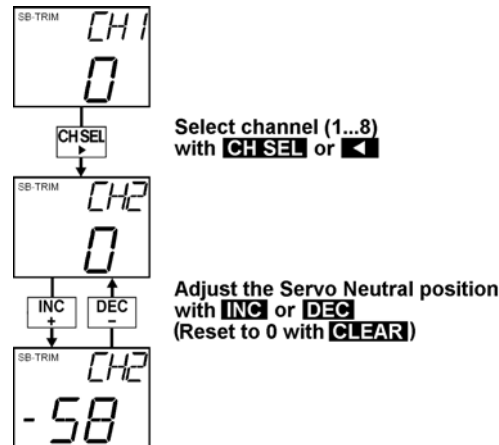 SB-TRIM CH1
0
CH SEL
▶
Select channel (1...8)
with CH SEL or ◀
SB-TRIM CH2
0
INC
+
DEC
−
Adjust the Servo Neutral position
with INC or DEC
(Reset to 0 with CLEAR)
SB-TRIM CH2
-58